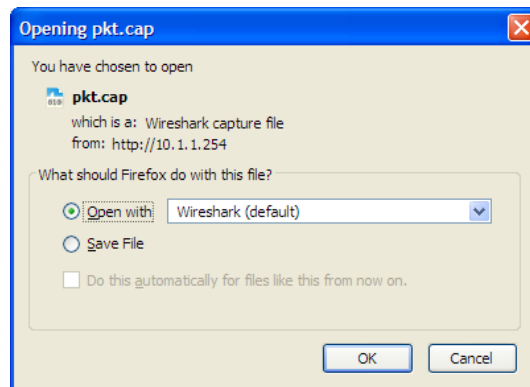 Opening pkt.cap
You have chosen to open
pkt.cap
which is a: Wireshark capture file
from: http://10.1.1.254
What should Firefox do with this file?
Open with Wireshark (default)
Save File
Do this automatically for files like this from now on.
OK Cancel